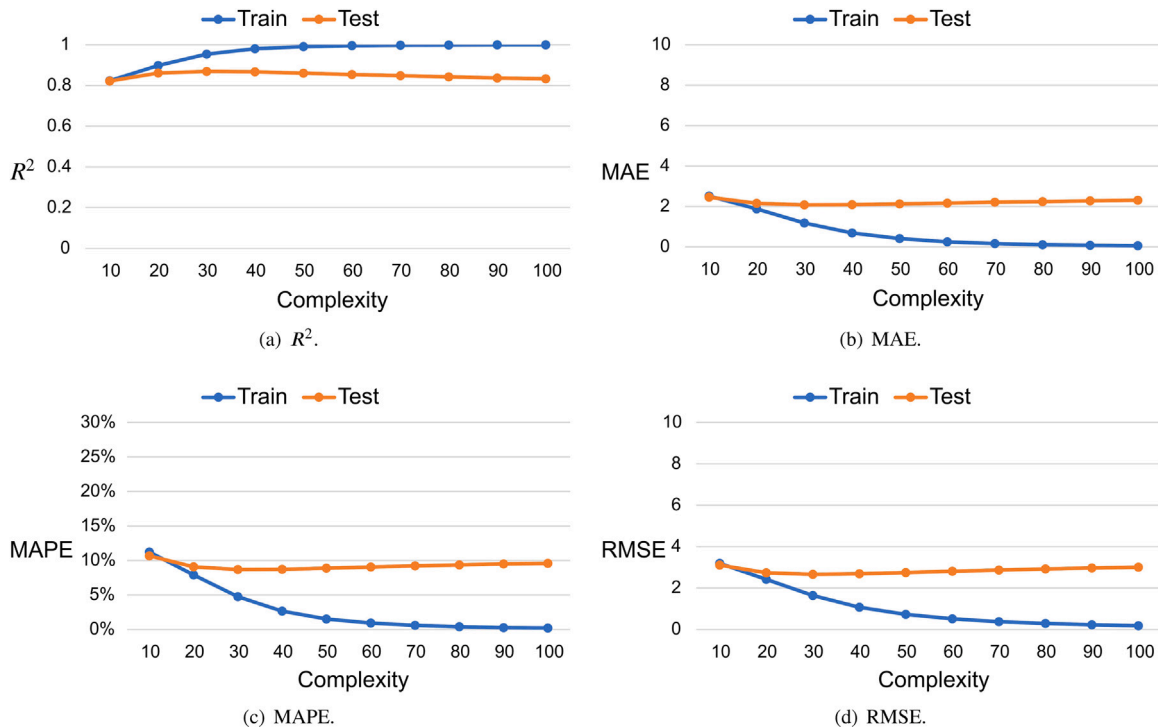 Train Test
1
0.8
0.6
0.4
0.2
0
R²
10 20 30 40 50 60 70 80 90 100
Complexity
(a) R².
Train Test
10
8
6
4
2
0
MAE
10 20 30 40 50 60 70 80 90 100
Complexity
(b) MAE.
Train Test
30%
25%
20%
15%
10%
5%
0%
MAPE
10 20 30 40 50 60 70 80 90 100
Complexity
(c) MAPE.
Train Test
10
8
6
4
2
0
RMSE
10 20 30 40 50 60 70 80 90 100
Complexity
(d) RMSE.